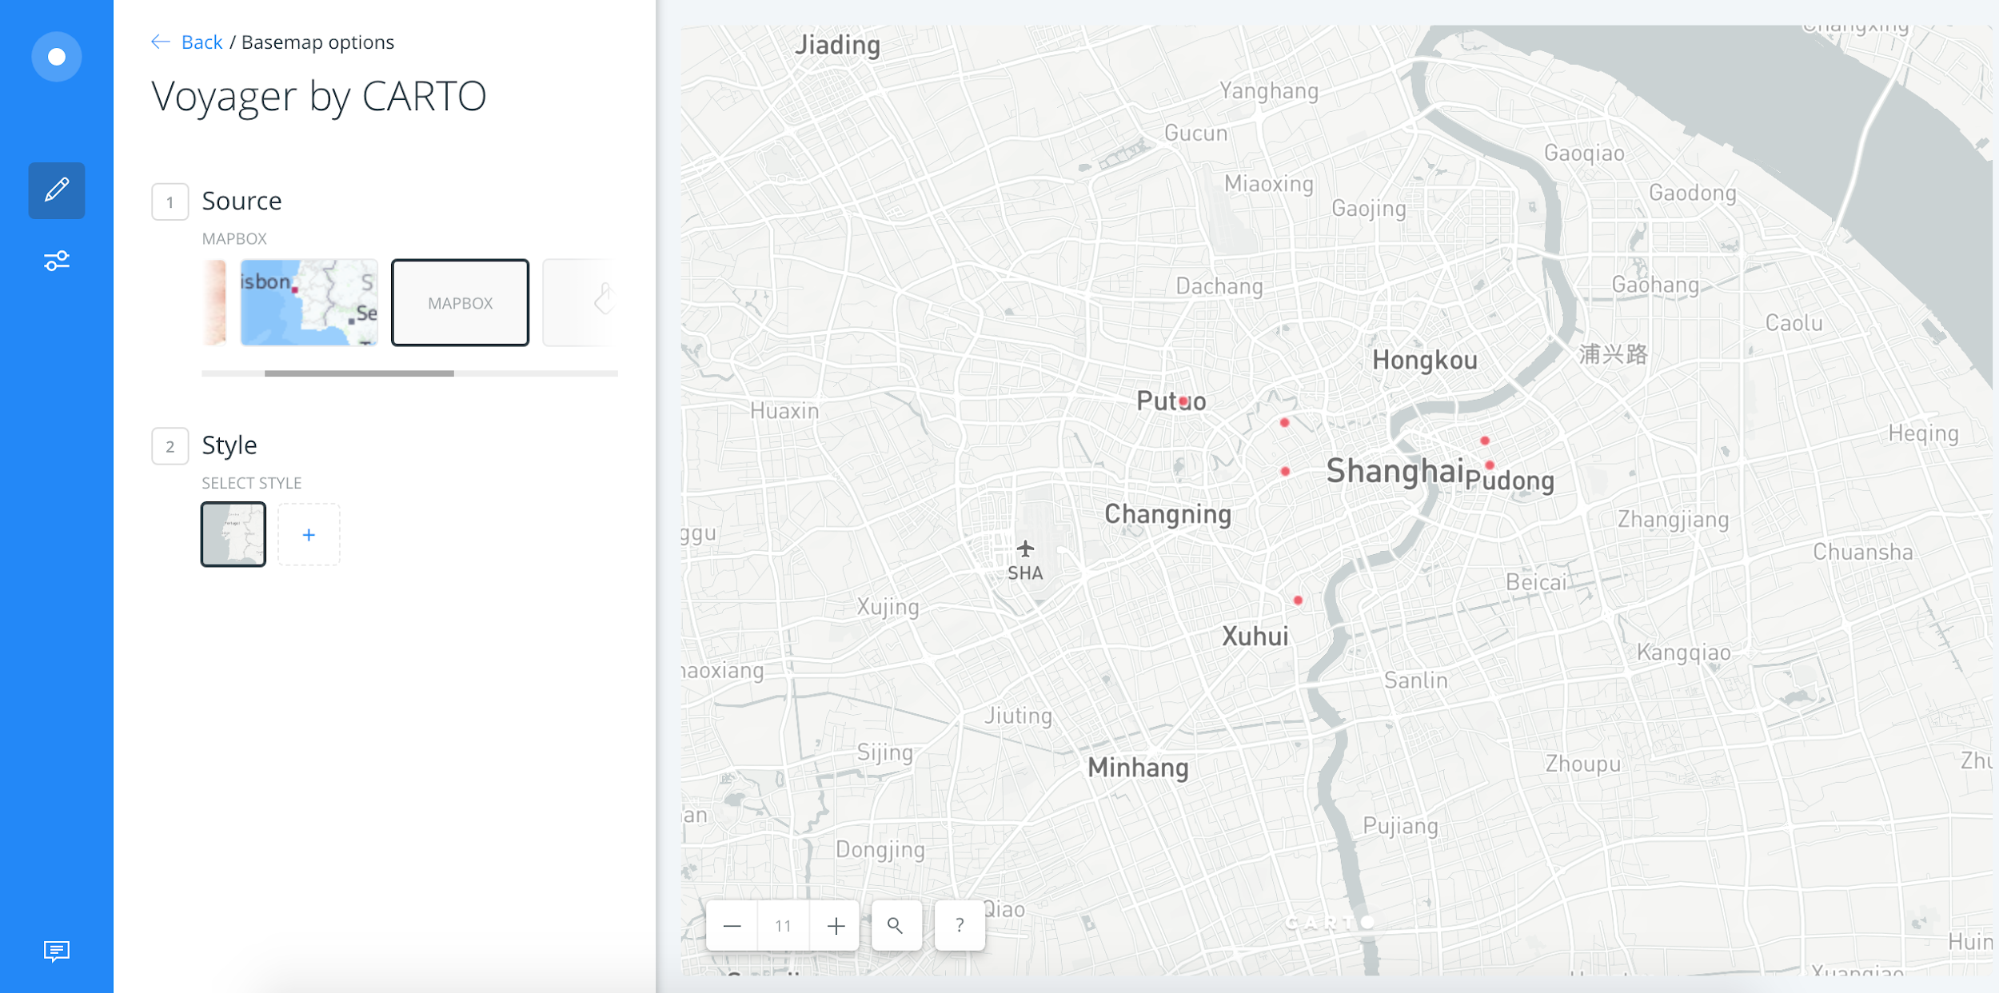 Back / Basemap options
Voyager by CARTO
1 Source
MAPBOX
isbon
S
Se
MAPBOX
2 Style
SELECT STYLE
+
Jiading
Yanghang
Gucun
Gaoqiao
Miaoxing
Gaodong
Gaojing
Dachang
Gaohang
Caolu
浦兴路
Hongkou
Putuo
Huaxin
Heqing
Shanghai
Pudong
Changning
Zhangjiang
ggu
Chuansha
SHA
Beicai
Xujing
Xuhui
Kangqiao
haoxiang
Sanlin
Jiuting
Sijing
Minhang
Zhoupu
Zhu
an
Pujiang
Dongjing
Qiao
CARTO
11
?
Huin